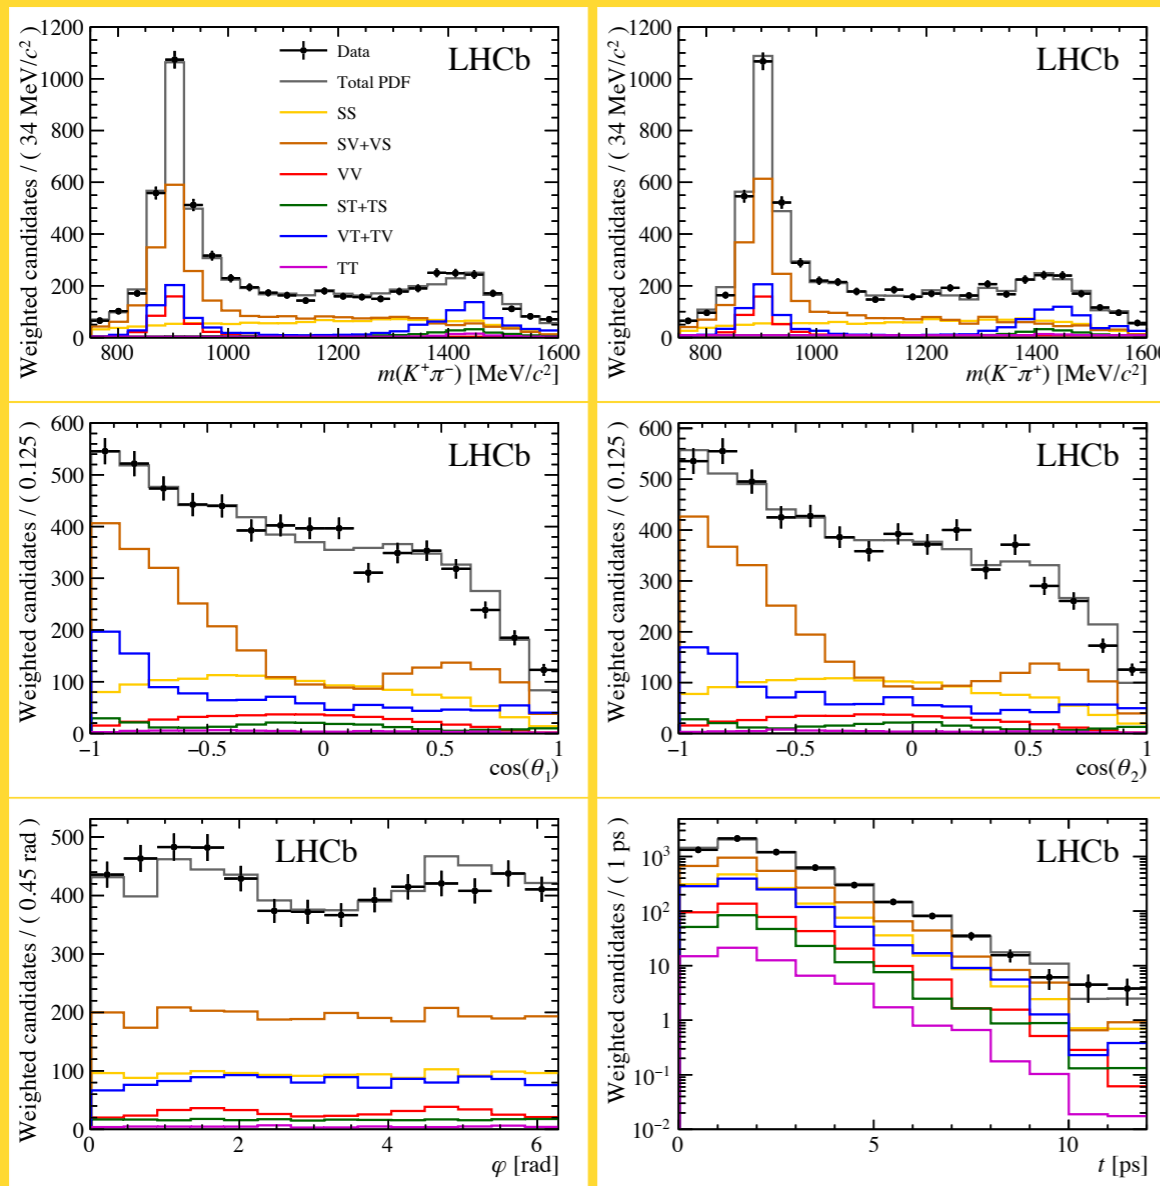 Weighted candidates / ( 34 MeV/c² )
1200
1000
800
600
400
200
0
LHCb
Data
Total PDF
SS
SV+VS
VV
ST+TS
VT+TV
TT
800 1000 1200 1400 1600
m(K⁺π⁻) [MeV/c²]
Weighted candidates / ( 34 MeV/c² )
1200
1000
800
600
400
200
0
LHCb
800 1000 1200 1400 1600
m(K⁻π⁺) [MeV/c²]
Weighted candidates / ( 0.125 )
600
500
400
300
200
100
0
LHCb
−1 −0.5 0 0.5 1
cos(θ₁)
Weighted candidates / ( 0.125 )
600
500
400
300
200
100
0
LHCb
−1 −0.5 0 0.5 1
cos(θ₂)
Weighted candidates / ( 0.45 rad )
500
400
300
200
100
0
LHCb
0 2 4 6
φ [rad]
Weighted candidates / ( 1 ps )
10³
10²
10
1
10⁻¹
10⁻²
LHCb
0 5 10
t [ps]